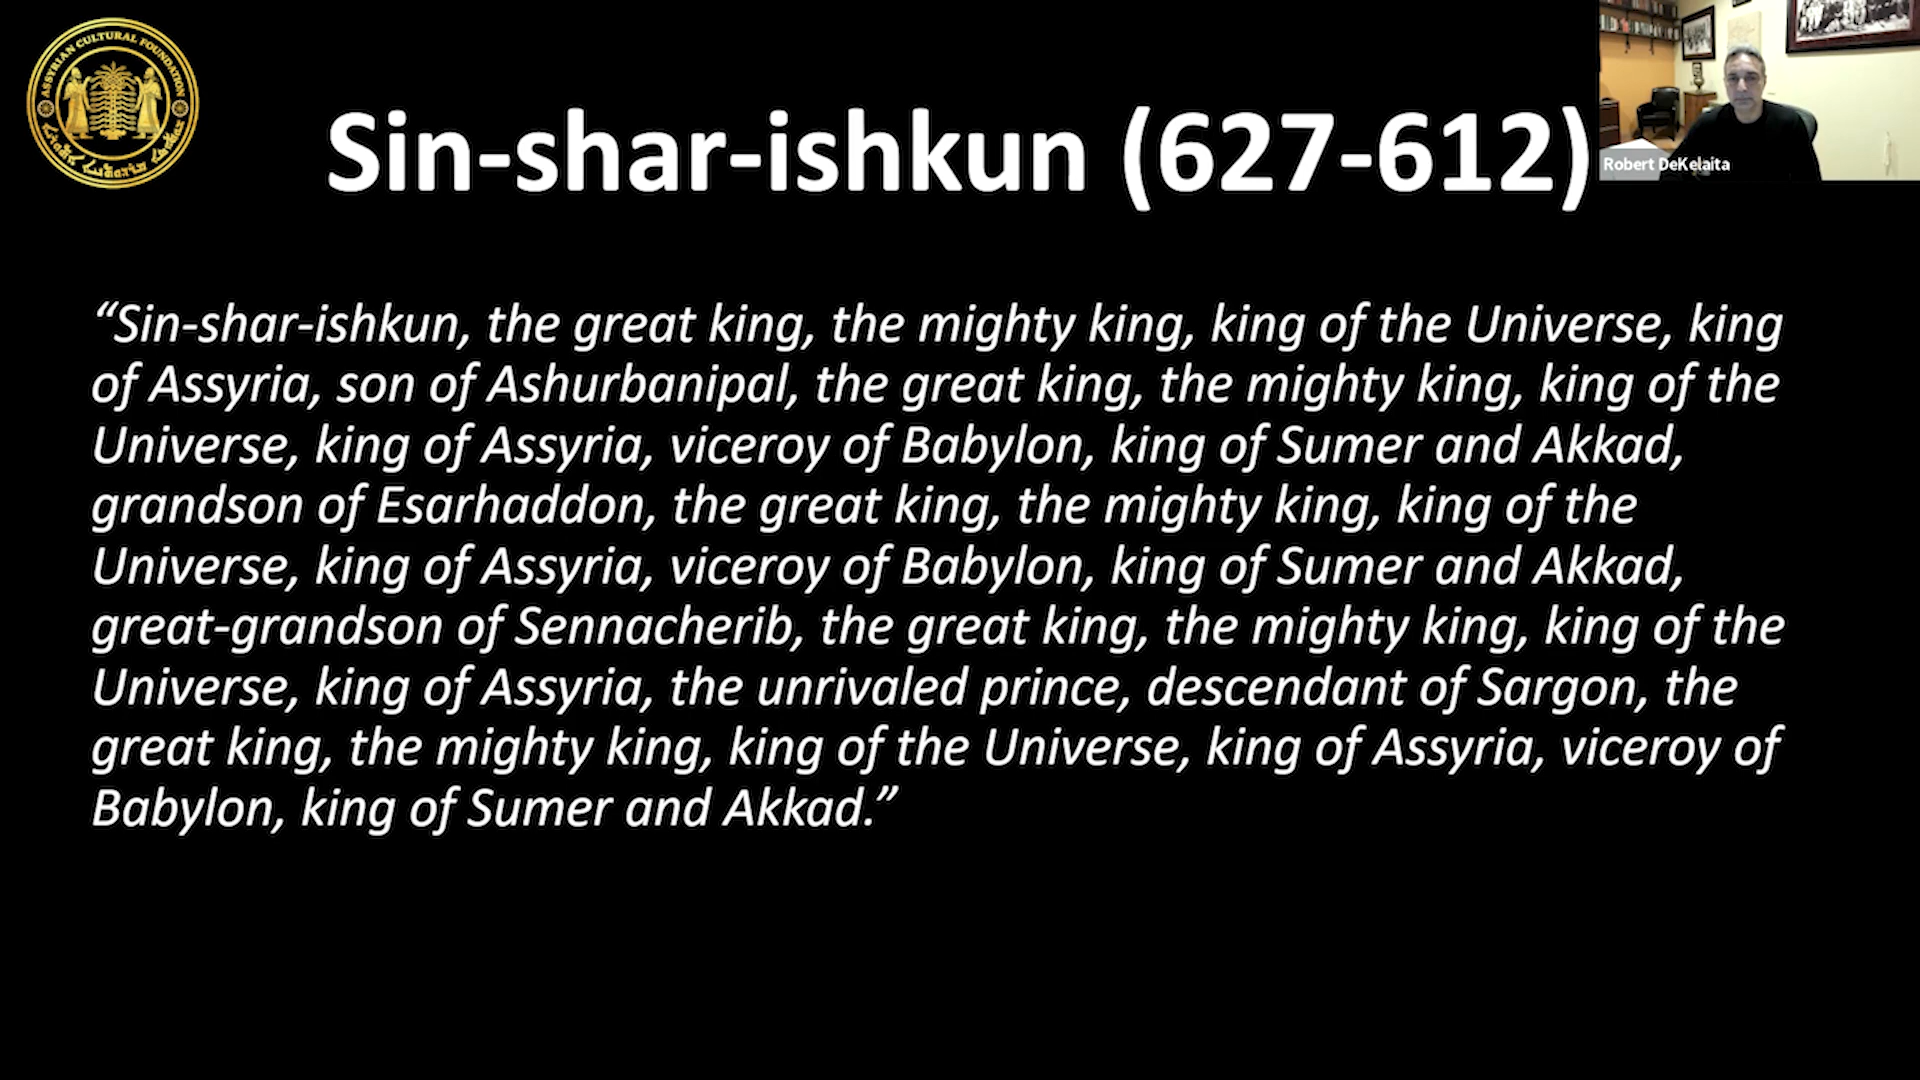 ASSYRIAN CULTURAL FOUNDATION
Sin-shar-ishkun (627-612)
Robert DeKelaita
“Sin-shar-ishkun, the great king, the mighty king, king of the Universe, king
of Assyria, son of Ashurbanipal, the great king, the mighty king, king of the
Universe, king of Assyria, viceroy of Babylon, king of Sumer and Akkad,
grandson of Esarhaddon, the great king, the mighty king, king of the
Universe, king of Assyria, viceroy of Babylon, king of Sumer and Akkad,
great-grandson of Sennacherib, the great king, the mighty king, king of the
Universe, king of Assyria, the unrivaled prince, descendant of Sargon, the
great king, the mighty king, king of the Universe, king of Assyria, viceroy of
Babylon, king of Sumer and Akkad.”